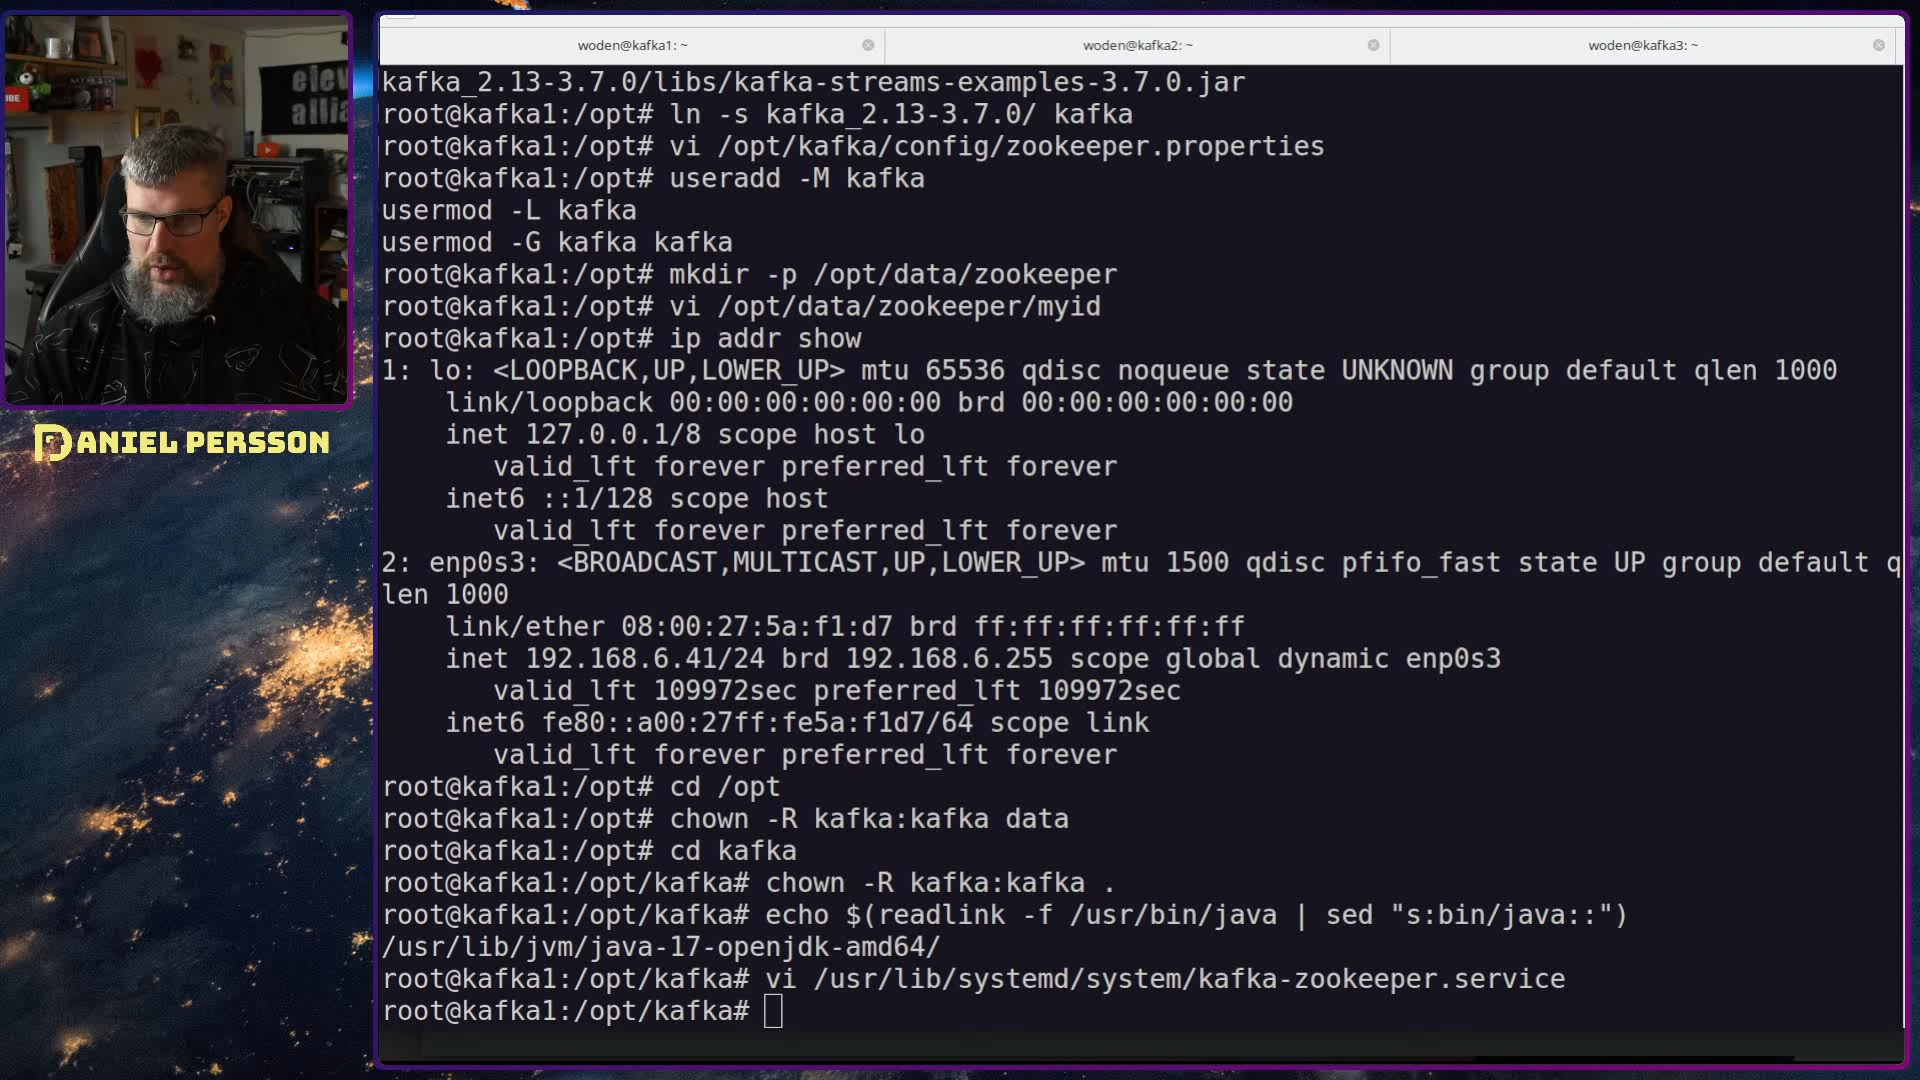 woden@kafka1: ~
woden@kafka2: ~
woden@kafka3: ~
kafka_2.13-3.7.0/libs/kafka-streams-examples-3.7.0.jar
root@kafka1:/opt# ln -s kafka_2.13-3.7.0/ kafka
root@kafka1:/opt# vi /opt/kafka/config/zookeeper.properties
root@kafka1:/opt# useradd -M kafka
usermod -L kafka
usermod -G kafka kafka
root@kafka1:/opt# mkdir -p /opt/data/zookeeper
root@kafka1:/opt# vi /opt/data/zookeeper/myid
root@kafka1:/opt# ip addr show
1: lo: <LOOPBACK,UP,LOWER_UP> mtu 65536 qdisc noqueue state UNKNOWN group default qlen 1000
    link/loopback 00:00:00:00:00:00 brd 00:00:00:00:00:00
    inet 127.0.0.1/8 scope host lo
       valid_lft forever preferred_lft forever
    inet6 ::1/128 scope host
       valid_lft forever preferred_lft forever
2: enp0s3: <BROADCAST,MULTICAST,UP,LOWER_UP> mtu 1500 qdisc pfifo_fast state UP group default q
len 1000
    link/ether 08:00:27:5a:f1:d7 brd ff:ff:ff:ff:ff:ff
    inet 192.168.6.41/24 brd 192.168.6.255 scope global dynamic enp0s3
       valid_lft 109972sec preferred_lft 109972sec
    inet6 fe80::a00:27ff:fe5a:f1d7/64 scope link
       valid_lft forever preferred_lft forever
root@kafka1:/opt# cd /opt
root@kafka1:/opt# chown -R kafka:kafka data
root@kafka1:/opt# cd kafka
root@kafka1:/opt/kafka# chown -R kafka:kafka .
root@kafka1:/opt/kafka# echo $(readlink -f /usr/bin/java | sed "s:bin/java::")
/usr/lib/jvm/java-17-openjdk-amd64/
root@kafka1:/opt/kafka# vi /usr/lib/systemd/system/kafka-zookeeper.service
root@kafka1:/opt/kafka#
DANIEL PERSSON